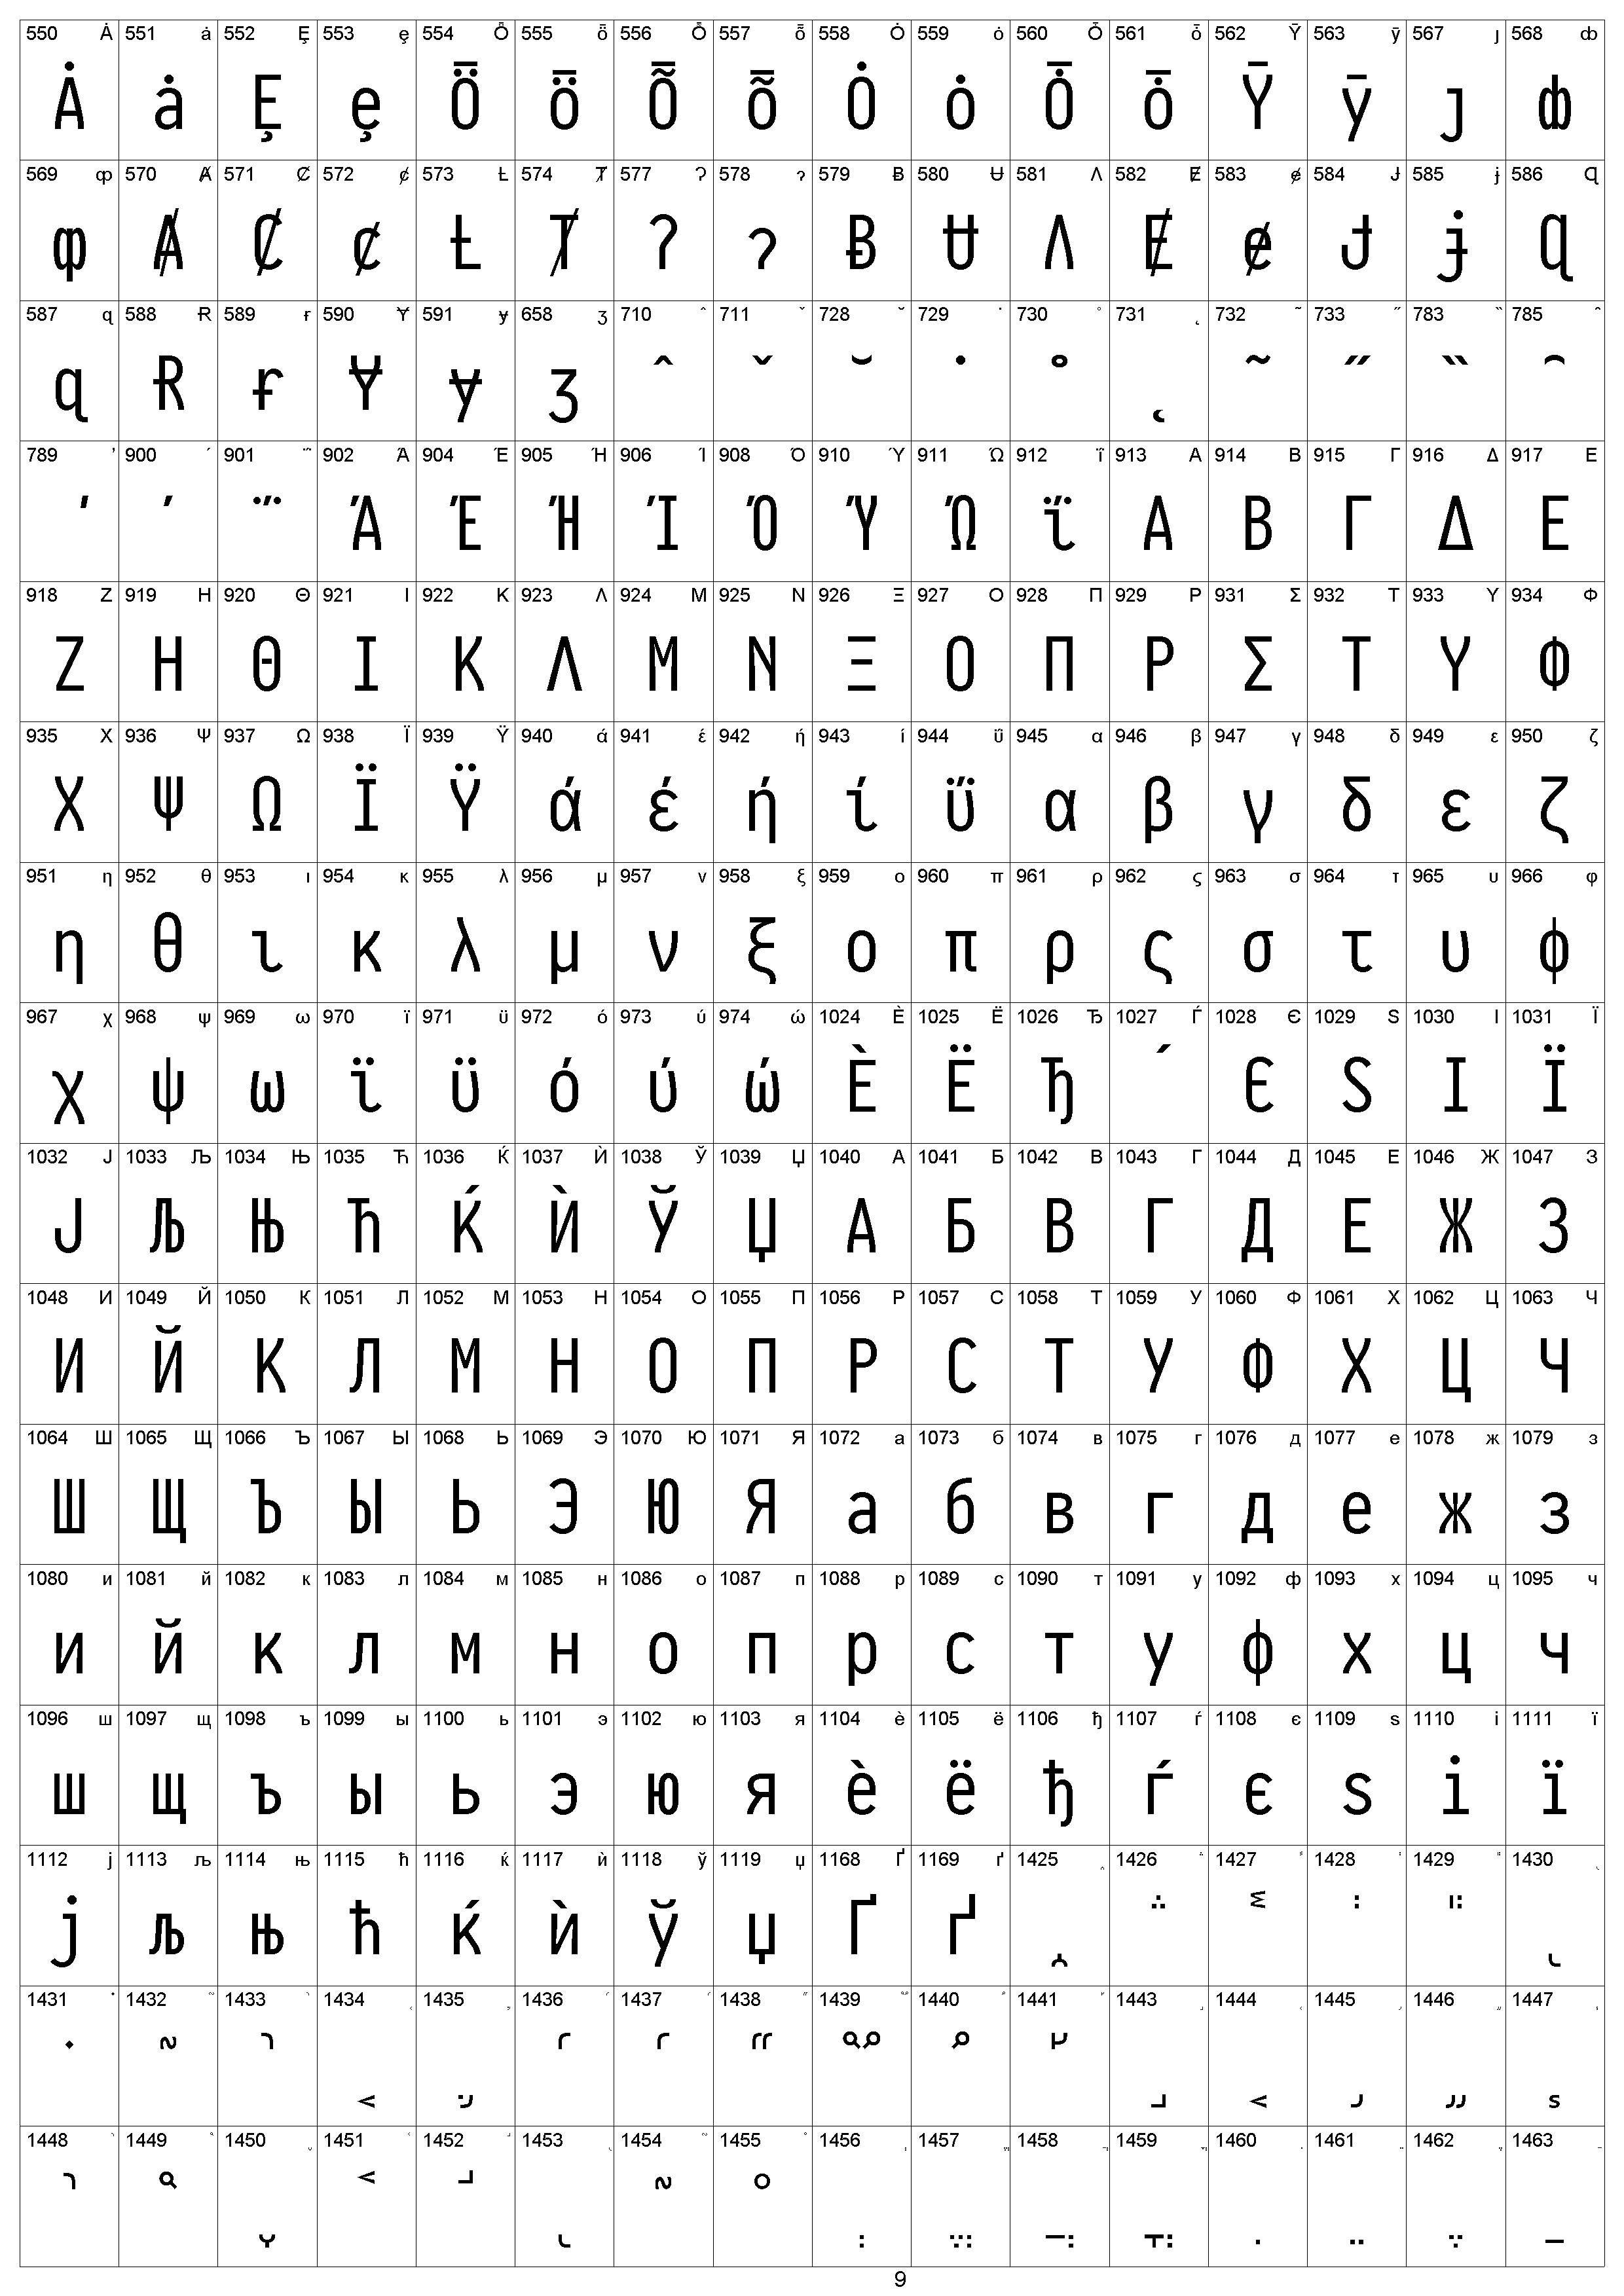 550 Ȧ 551 ȧ 552 Ȩ 553 ȩ 554 Ȫ 555 ȫ 556 Ȭ 557 ȭ 558 Ȯ 559 ȯ 560 Ȱ 561 ȱ 562 Ȳ 563 ȳ 567 ȷ 568 ȸ
Ȧ ȧ Ȩ ȩ Ȫ ȫ Ȭ ȭ Ȯ ȯ Ȱ ȱ Ȳ ȳ ȷ ȸ
569 ȹ 570 Ⱥ 571 Ȼ 572 ȼ 573 Ƚ 574 Ⱦ 577 Ɂ 578 ɂ 579 Ƀ 580 Ʉ 581 Ʌ 582 Ɇ 583 ɇ 584 Ɉ 585 ɉ 586 Ɋ
ȹ Ⱥ Ȼ ȼ Ƚ Ⱦ Ɂ ɂ Ƀ Ʉ Ʌ Ɇ ɇ Ɉ ɉ Ɋ
587 ɋ 588 Ɍ 589 ɍ 590 Ɏ 591 ɏ 658 ʒ 710 ˆ 711 ˇ 728 ˘ 729 ˙ 730 ˚ 731 ˛ 732 ˜ 733 ˝ 783 ̏ 785 ̑
ɋ Ɍ ɍ Ɏ ɏ ʒ ˆ ˇ ˘ ˙ ˚ ˛ ˜ ˝ ̏ ̑
789 ̕ 900 ΄ 901 ΅ 902 Ά 904 Έ 905 Ή 906 Ί 908 Ό 910 Ύ 911 Ώ 912 ΐ 913 Α 914 Β 915 Γ 916 Δ 917 Ε
̕ ΄ ΅ Ά Έ Ή Ί Ό Ύ Ώ ΐ Α Β Γ Δ Ε
918 Ζ 919 Η 920 Θ 921 Ι 922 Κ 923 Λ 924 Μ 925 Ν 926 Ξ 927 Ο 928 Π 929 Ρ 931 Σ 932 Τ 933 Υ 934 Φ
Ζ Η Θ Ι Κ Λ Μ Ν Ξ Ο Π Ρ Σ Τ Υ Φ
935 Χ 936 Ψ 937 Ω 938 Ϊ 939 Ϋ 940 ά 941 έ 942 ή 943 ί 944 ΰ 945 α 946 β 947 γ 948 δ 949 ε 950 ζ
Χ Ψ Ω Ϊ Ϋ ά έ ή ί ΰ α β γ δ ε ζ
951 η 952 θ 953 ι 954 κ 955 λ 956 μ 957 ν 958 ξ 959 ο 960 π 961 ρ 962 ς 963 σ 964 τ 965 υ 966 φ
η θ ι κ λ μ ν ξ ο π ρ ς σ τ υ φ
967 χ 968 ψ 969 ω 970 ϊ 971 ϋ 972 ό 973 ύ 974 ώ 1024 Ѐ 1025 Ё 1026 Ђ 1027 Ѓ 1028 Є 1029 Ѕ 1030 І 1031 Ї
χ ψ ω ϊ ϋ ό ύ ώ Ѐ Ё Ђ ´ Є Ѕ І Ї
1032 Ј 1033 Љ 1034 Њ 1035 Ћ 1036 Ќ 1037 Ѝ 1038 Ў 1039 Џ 1040 А 1041 Б 1042 В 1043 Г 1044 Д 1045 Е 1046 Ж 1047 З
Ј Љ Њ Ћ Ќ Ѝ Ў Џ А Б В Г Д Е Ж З
1048 И 1049 Й 1050 К 1051 Л 1052 М 1053 Н 1054 О 1055 П 1056 Р 1057 С 1058 Т 1059 У 1060 Ф 1061 Х 1062 Ц 1063 Ч
И Й К Л М Н О П Р С Т У Ф Х Ц Ч
1064 Ш 1065 Щ 1066 Ъ 1067 Ы 1068 Ь 1069 Э 1070 Ю 1071 Я 1072 а 1073 б 1074 в 1075 г 1076 д 1077 е 1078 ж 1079 з
Ш Щ Ъ Ы Ь Э Ю Я а б в г д е ж з
1080 и 1081 й 1082 к 1083 л 1084 м 1085 н 1086 о 1087 п 1088 р 1089 с 1090 т 1091 у 1092 ф 1093 х 1094 ц 1095 ч
и й к л м н о п р с т у ф х ц ч
1096 ш 1097 щ 1098 ъ 1099 ы 1100 ь 1101 э 1102 ю 1103 я 1104 ѐ 1105 ё 1106 ђ 1107 ѓ 1108 є 1109 ѕ 1110 і 1111 ї
ш щ ъ ы ь э ю я ѐ ё ђ ѓ є ѕ і ї
1112 ј 1113 љ 1114 њ 1115 ћ 1116 ќ 1117 ѝ 1118 ў 1119 џ 1168 Ґ 1169 ґ 1425 1426 1427 1428 1429 1430
ј љ њ ћ ќ ѝ ў џ Ґ ґ
1431 1432 1433 1434 1435 1436 1437 1438 1439 1440 1441 1443 1444 1445 1446 1447
1448 1449 1450 1451 1452 1453 1454 1455 1456 1457 1458 1459 1460 1461 1462 1463
9